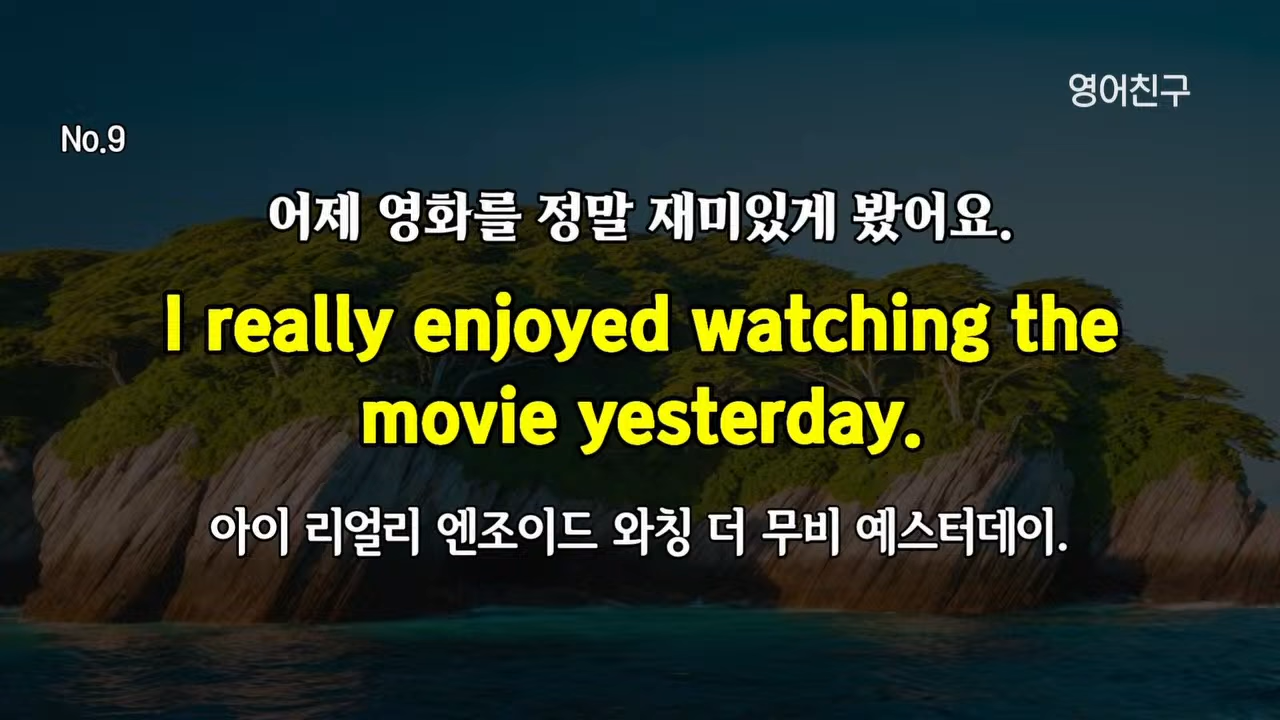 영어친구
No.9
어제 영화를 정말 재미있게 봤어요.
I really enjoyed watching the
movie yesterday.
아이 리얼리 엔조이드 와칭 더 무비 예스터데이.